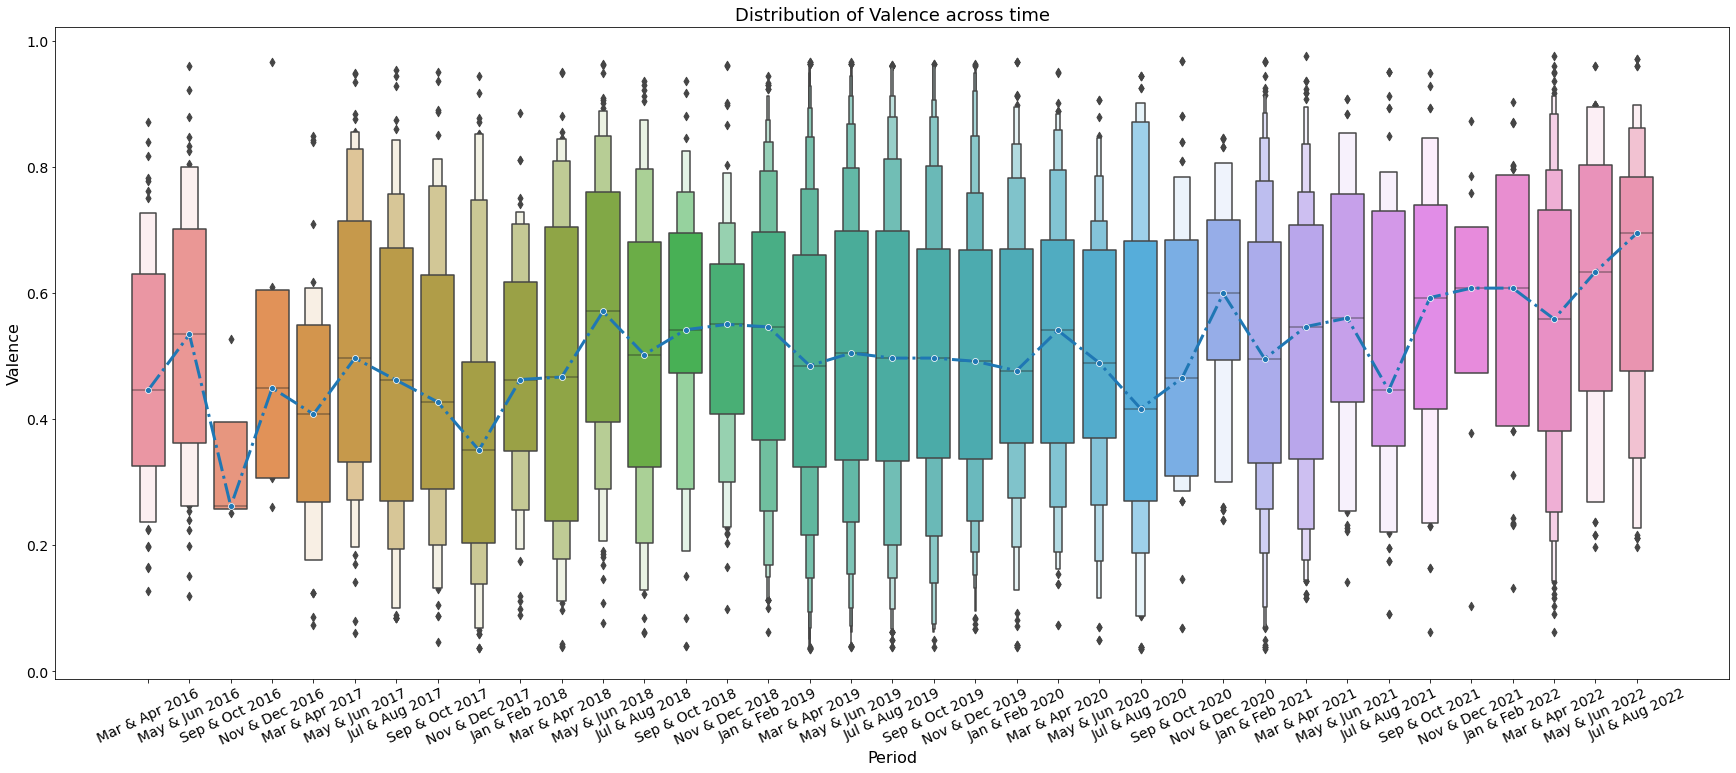 Distribution of Valence across time
1.0
0.8
0.6
0.4
0.2
0.0
Valence
Mar & Apr 2016
May & Jun 2016
Sep & Oct 2016
Nov & Dec 2016
Mar & Apr 2017
May & Jun 2017
Jul & Aug 2017
Sep & Oct 2017
Nov & Dec 2017
Jan & Feb 2018
Mar & Apr 2018
May & Jun 2018
Jul & Aug 2018
Sep & Oct 2018
Nov & Dec 2018
Jan & Feb 2019
Mar & Apr 2019
May & Jun 2019
Jul & Aug 2019
Sep & Oct 2019
Nov & Dec 2019
Jan & Feb 2020
Mar & Apr 2020
May & Jun 2020
Jul & Aug 2020
Sep & Oct 2020
Nov & Dec 2020
Jan & Feb 2021
Mar & Apr 2021
May & Jun 2021
Jul & Aug 2021
Sep & Oct 2021
Nov & Dec 2021
Jan & Feb 2022
Mar & Apr 2022
May & Jun 2022
Jul & Aug 2022
Period